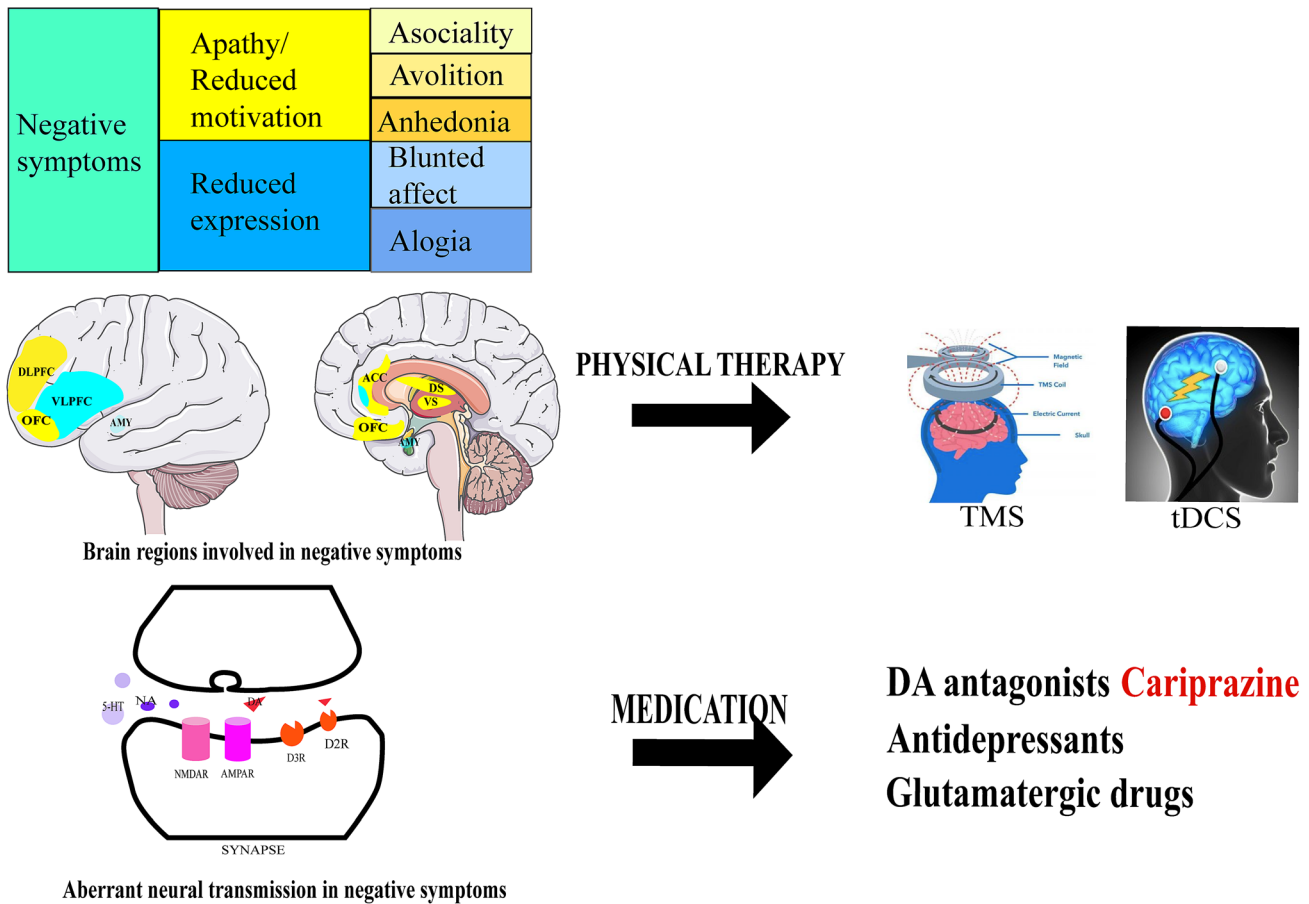 Negative
symptoms
Apathy/
Reduced
motivation
Reduced
expression
Asociality
Avolition
Anhedonia
Blunted
affect
Alogia
DLPFC
VLPFC
OFC
AMY
ACC
DS
VS
OFC
AMY
Brain regions involved in negative symptoms
PHYSICAL THERAPY
Magnetic
Field
TMS Coil
Electric Current
Skull
TMS
tDCS
5-HT
NA
DA
NMDAR
AMPAR
D3R
D2R
SYNAPSE
Aberrant neural transmission in negative symptoms
MEDICATION
DA antagonists Cariprazine
Antidepressants
Glutamatergic drugs